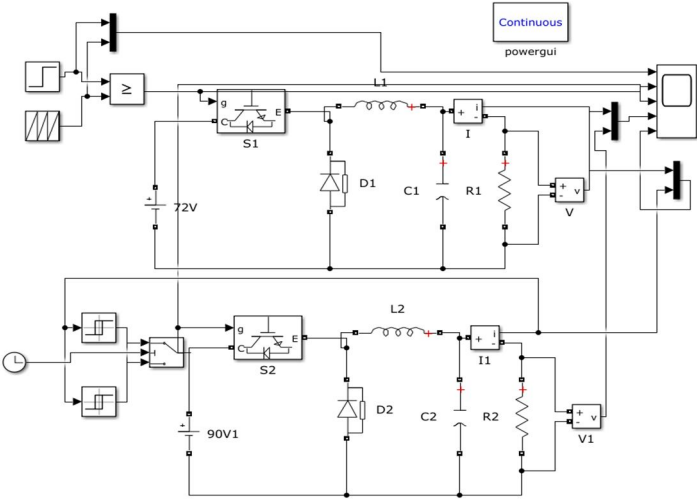 Continuous
powergui
L1
≥
g
C
E
S1
+
-
i
I
D1
C1
R1
+
-
v
V
+
72V
L2
g
C
E
S2
+
-
i
I1
D2
C2
R2
+
-
v
V1
+
90V1